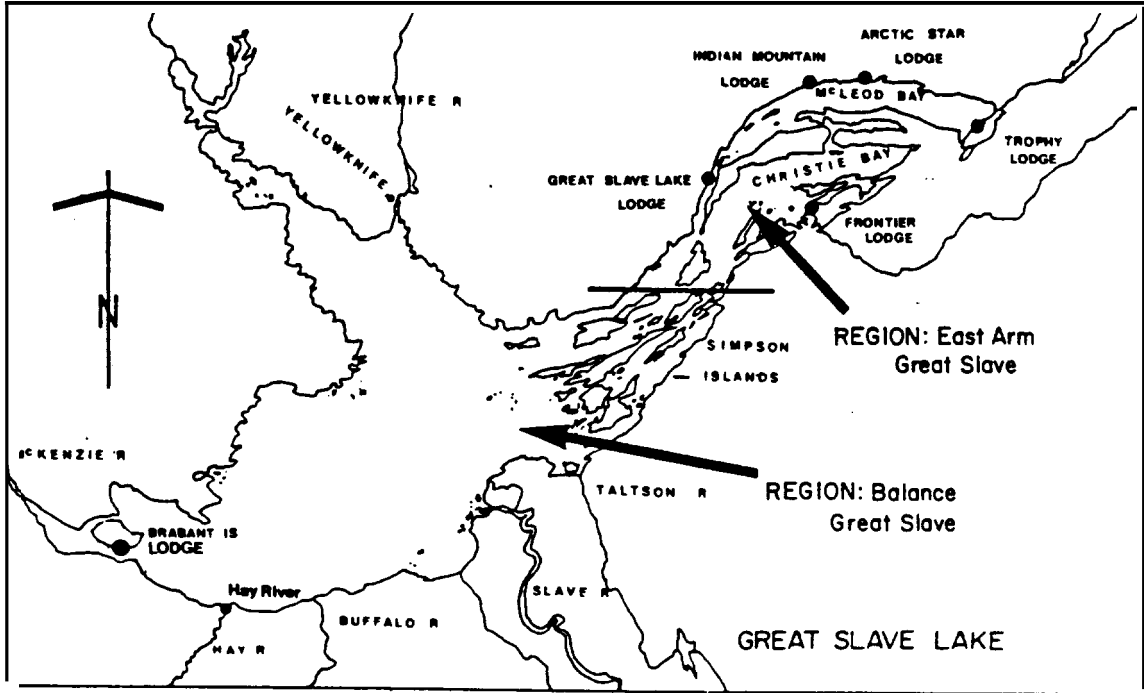 ARCTIC STAR
LODGE
INDIAN MOUNTAIN
LODGE
McLEOD BAY
YELLOWKNIFE R
YELLOWKNIFE
TROPHY
LODGE
CHRISTIE BAY
GREAT SLAVE LAKE
LODGE
FRONTIER
LODGE
N
REGION: East Arm
Great Slave
SIMPSON
ISLANDS
McKENZIE R
TALTSON R
REGION: Balance
Great Slave
BRABANT IS
LODGE
Hay River
SLAVE R
BUFFALO R
HAY R
GREAT SLAVE LAKE